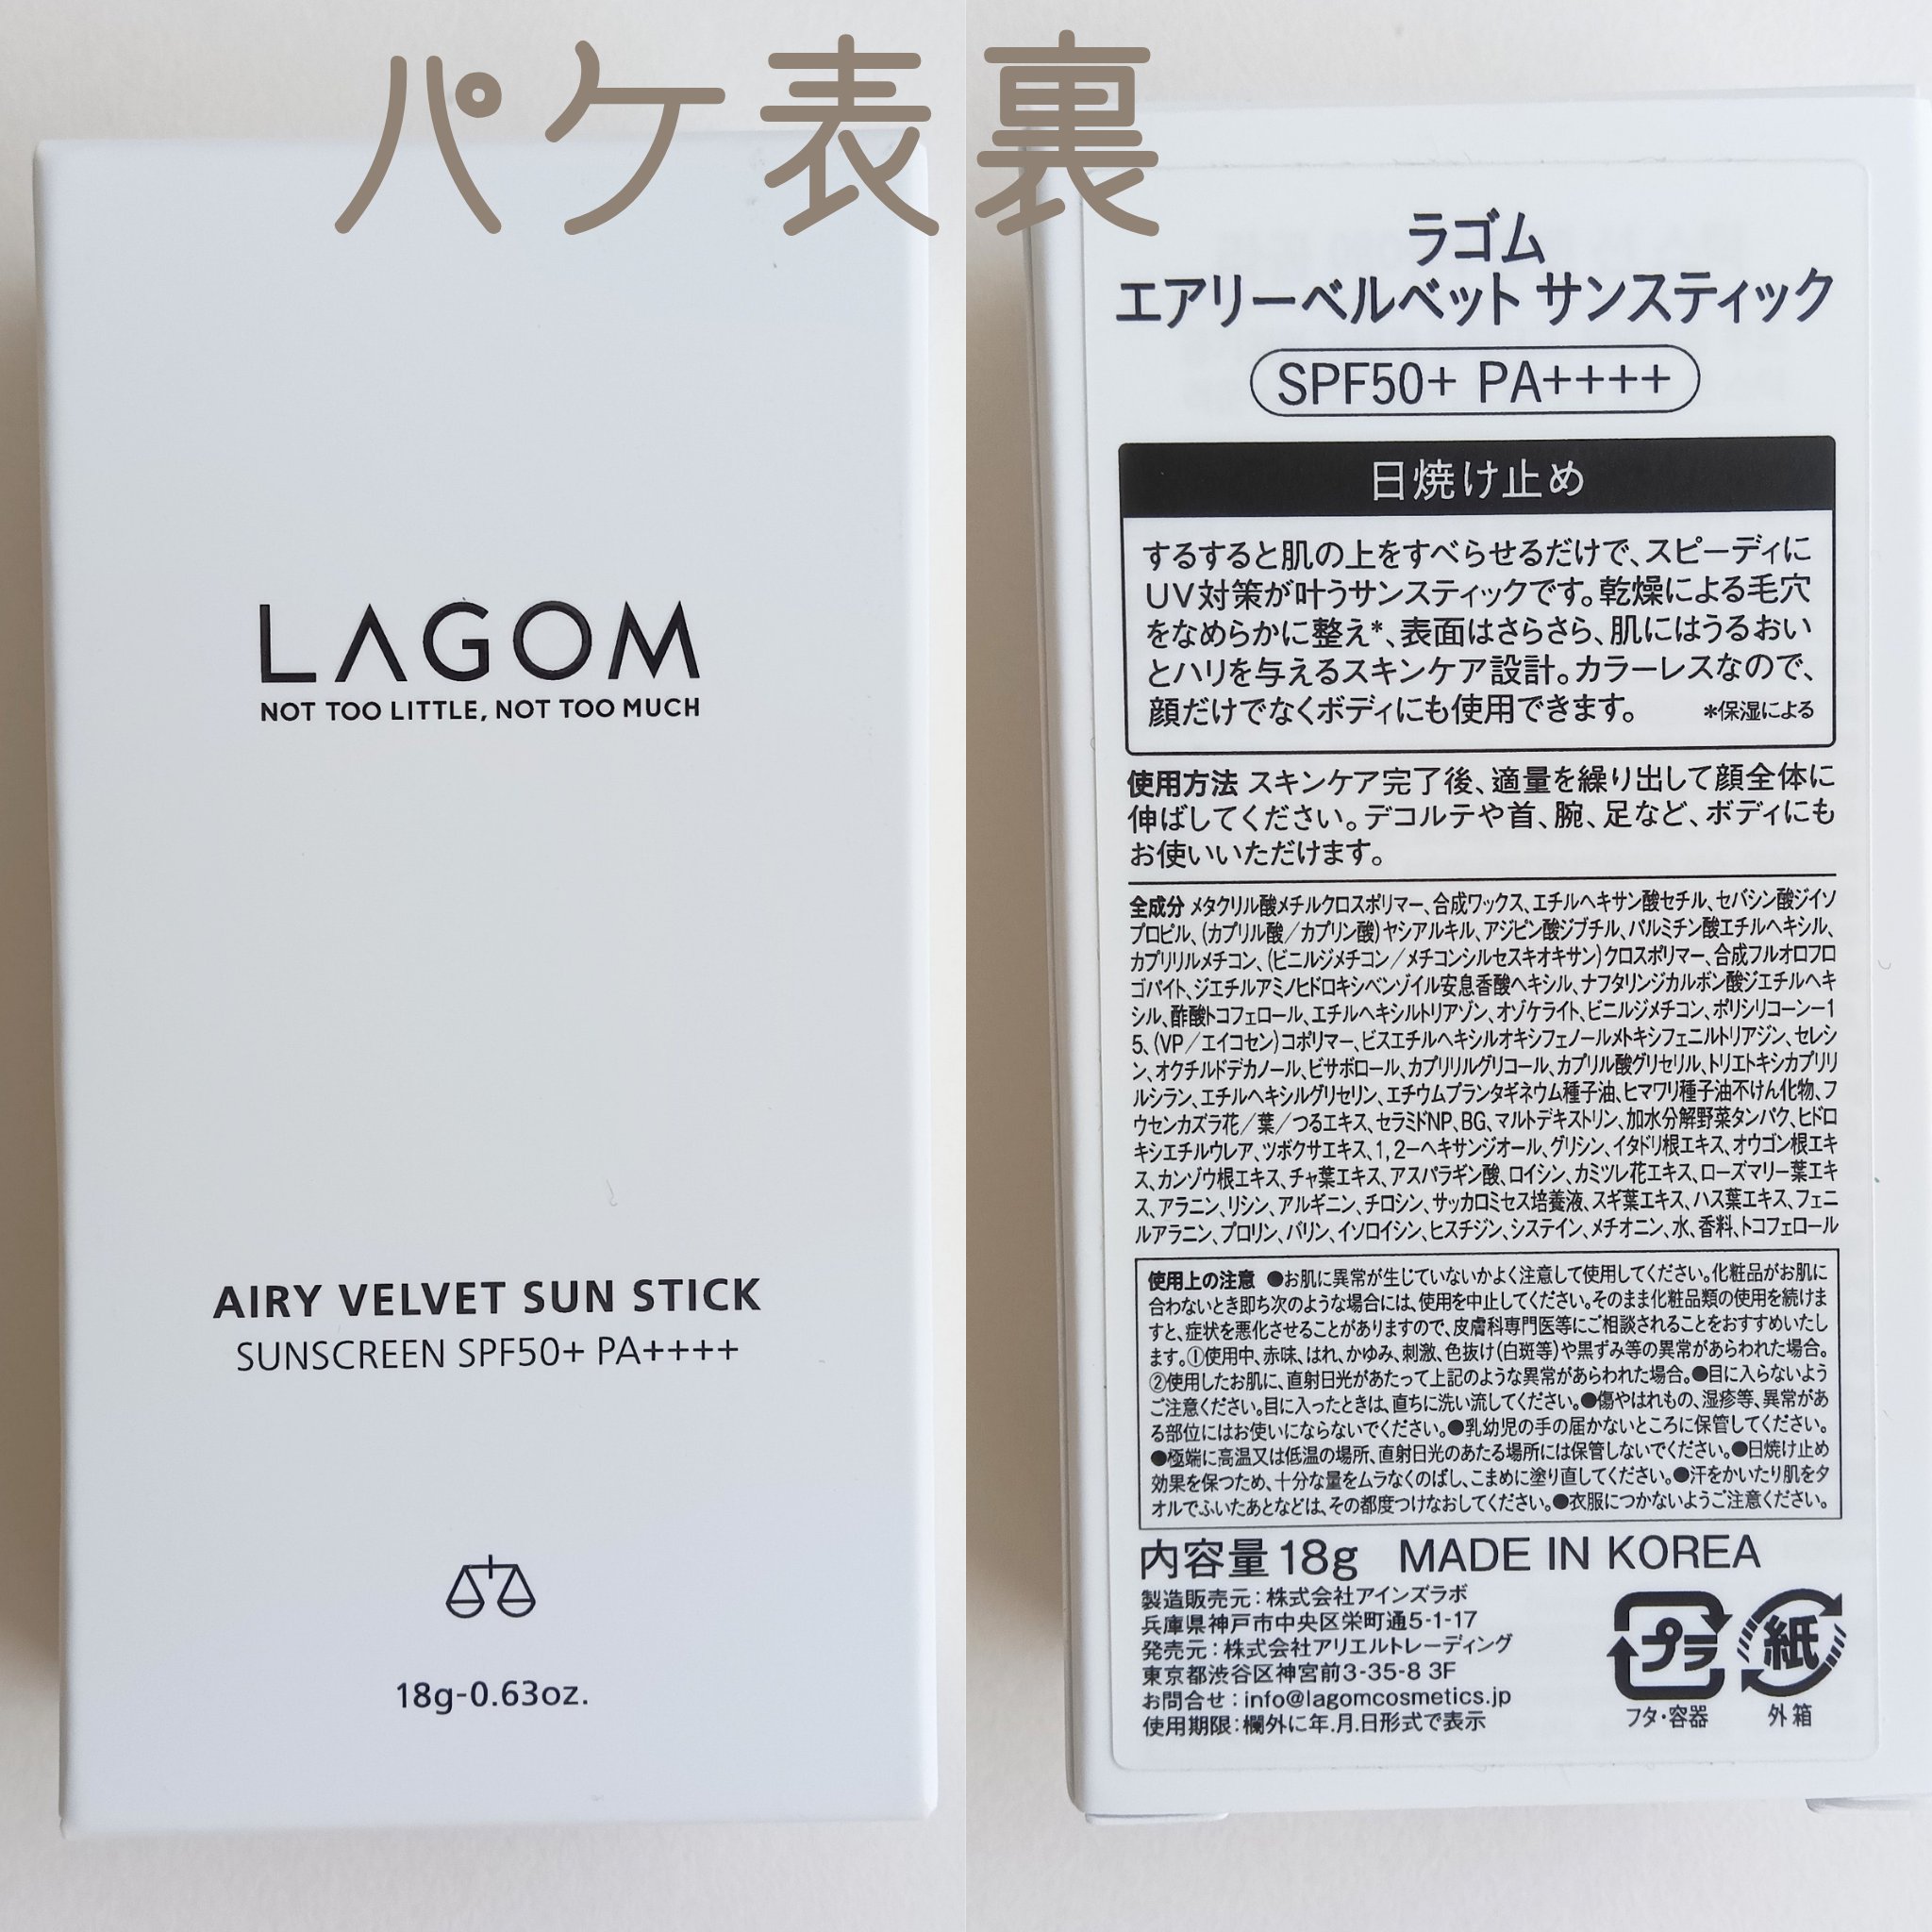 パケ表裏
LAGOM
NOT TOO LITTLE, NOT TOO MUCH
AIRY VELVET SUN STICK
SUNSCREEN SPF50+ PA++++
18g-0.63oz.
ラゴム
エアリーベルベット サンスティック
SPF50+ PA++++
日焼け止め
するすると肌の上をすべらせるだけで、スピーディに
UV対策が叶うサンスティックです。乾燥による毛穴
をなめらかに整え*、表面はさらさら、肌にはうるおい
とハリを与えるスキンケア設計。カラーレスなので、
顔だけでなくボディにも使用できます。 *保湿による
使用方法 スキンケア完了後、適量を繰り出して顔全体に
伸ばしてください。デコルテや首、腕、足など、ボディにも
お使いいただけます。
全成分 メタクリル酸メチルクロスポリマー、合成ワックス、エチルヘキサン酸セチル、セバシン酸ジイソ
プロピル、(カプリル酸/カプリン酸)ヤシアルキル、アジピン酸ジブチル、パルミチン酸エチルヘキシル、
カプリリルメチコン、(ビニルジメチコン/メチコンシルセスキオキサン)クロスポリマー、合成フルオロフロ
ゴパイト、ジエチルアミノヒドロキシベンゾイル安息香酸ヘキシル、ナフタリンジカルボン酸ジエチルヘキ
シル、酢酸トコフェロール、エチルヘキシルトリアゾン、オゾケライト、ビニルジメチコン、ポリシリコーン-1
5、(VP/エイコセン)コポリマー、ビスエチルヘキシルオキシフェノールメトキシフェニルトリアジン、セレシ
ン、オクチルドデカノール、ビサボロール、カプリリルグリコール、カプリル酸グリセリル、トリエトキシカプリリ
ルシラン、エチルヘキシルグリセリン、エチウムプランタギネウム種子油、ヒマワリ種子油不けん化物、フ
ウセンカズラ花/葉/つるエキス、セラミドNP、BG、マルトデキストリン、加水分解野菜タンパク、ヒドロ
キシエチルウレア、ツボクサエキス、1,2-ヘキサンジオール、グリシン、イタドリ根エキス、オウゴン根エキ
ス、カンゾウ根エキス、チャ葉エキス、アスパラギン酸、ロイシン、カミツレ花エキス、ローズマリー葉エキ
ス、アラニン、リシン、アルギニン、チロシン、サッカロミセス培養液、スギ葉エキス、ハス葉エキス、フェニ
ルアラニン、プロリン、バリン、イソロイシン、ヒスチジン、システイン、メチオニン、水、香料、トコフェロール
使用上の注意 ●お肌に異常が生じていないかよく注意して使用してください。化粧品がお肌に
合わないとき即ち次のような場合には、使用を中止してください。そのまま化粧品類の使用を続けま
すと、症状を悪化させることがありますので、皮膚科専門医等にご相談されることをおすすめいたし
ます。①使用中、赤味、はれ、かゆみ、刺激、色抜け(白斑等)や黒ずみ等の異常があらわれた場合。
②使用したお肌に、直射日光があたって上記のような異常があらわれた場合。●目に入らないよう
ご注意ください。目に入ったときは、直ちに洗い流してください。●傷やはれもの、湿疹等、異常があ
る部位にはお使いにならないでください。●乳幼児の手の届かないところに保管してください。
●極端に高温又は低温の場所、直射日光のあたる場所には保管しないでください。●日焼け止め
効果を保つため、十分な量をムラなくのばし、こまめに塗り直してください。●汗をかいたり肌をタ
オルでふいたあとなどは、その都度つけなおしてください。●衣服につかないようご注意ください。
内容量18g MADE IN KOREA
製造販売元:株式会社アインズラボ
兵庫県神戸市中央区栄町通5-1-17
発売元:株式会社アリエルトレーディング
東京都渋谷区神宮前3-35-8 3F
お問合せ:info@lagomcosmetics.jp
使用期限:欄外に年.月.日形式で表示
プラ
フタ・容器
紙
外箱